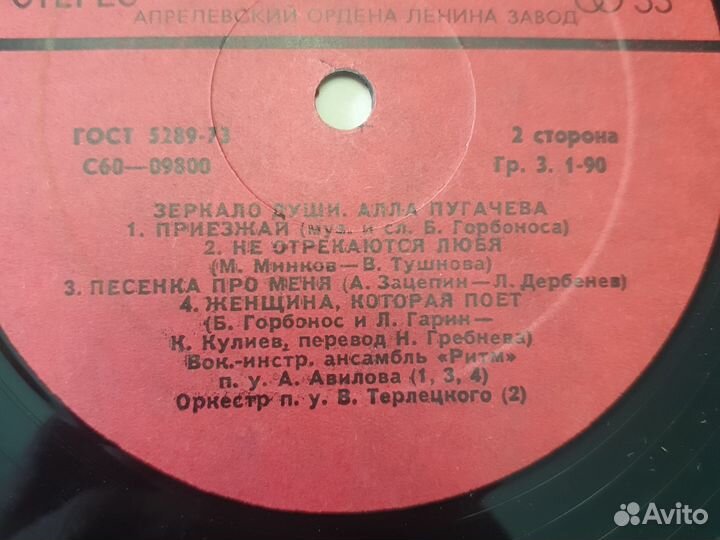 СТЕРЕО
АПРЕЛЕВСКИЙ ОРДЕНА ЛЕНИНА ЗАВОД
33
ГОСТ 5289-73
2 сторона
С60—09800
Гр. 3. 1-90
ЗЕРКАЛО ДУШИ. АЛЛА ПУГАЧЕВА
1. ПРИЕЗЖАЙ (муз. и сл. Б. Горбоноса)
2. НЕ ОТРЕКАЮТСЯ ЛЮБЯ
(М. Минков—В. Тушнова)
3. ПЕСЕНКА ПРО МЕНЯ (А. Зацепин—Л. Дербенев)
4. ЖЕНЩИНА, КОТОРАЯ ПОЕТ
(Б. Горбонос и Л. Гарин—
К. Кулиев, перевод Н. Гребнева)
Вок.-инстр. ансамбль «Ритм»
п. у. А. Авилова (1, 3, 4)
Оркестр п. у. В. Терлецкого (2)
Avito